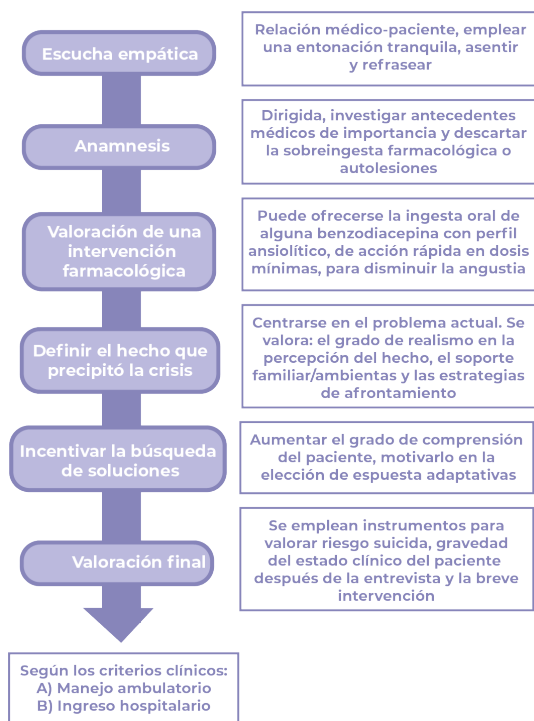 Escucha empática
Relación médico-paciente, emplear
una entonación tranquila, asentir
y refrasear
Anamnesis
Dirigida, investigar antecedentes
médicos de importancia y descartar
la sobreingesta farmacológica o
autolesiones
Valoración de una
intervención
farmacológica
Puede ofrecerse la ingesta oral de
alguna benzodiacepina con perfil
ansiolítico, de acción rápida en dosis
mínimas, para disminuir la angustia
Definir el hecho que
precipitó la crisis
Centrarse en el problema actual. Se
valora: el grado de realismo en la
percepción del hecho, el soporte
familiar/ambientas y las estrategias
de afrontamiento
Incentivar la búsqueda
de soluciones
Aumentar el grado de comprensión
del paciente, motivarlo en la
elección de espuesta adaptativas
Valoración final
Se emplean instrumentos para
valorar riesgo suicida, gravedad
del estado clínico del paciente
después de la entrevista y la breve
intervención
Según los criterios clínicos:
A) Manejo ambulatorio
B) Ingreso hospitalario